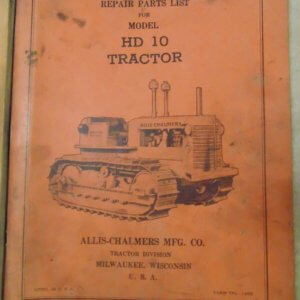 REPAIR PARTS LIST
FOR
MODEL
HD 10
TRACTOR
ALLIS-CHALMERS
ALLIS-CHALMERS MFG. CO.
TRACTOR DIVISION
MILWAUKEE, WISCONSIN
U. S. A.